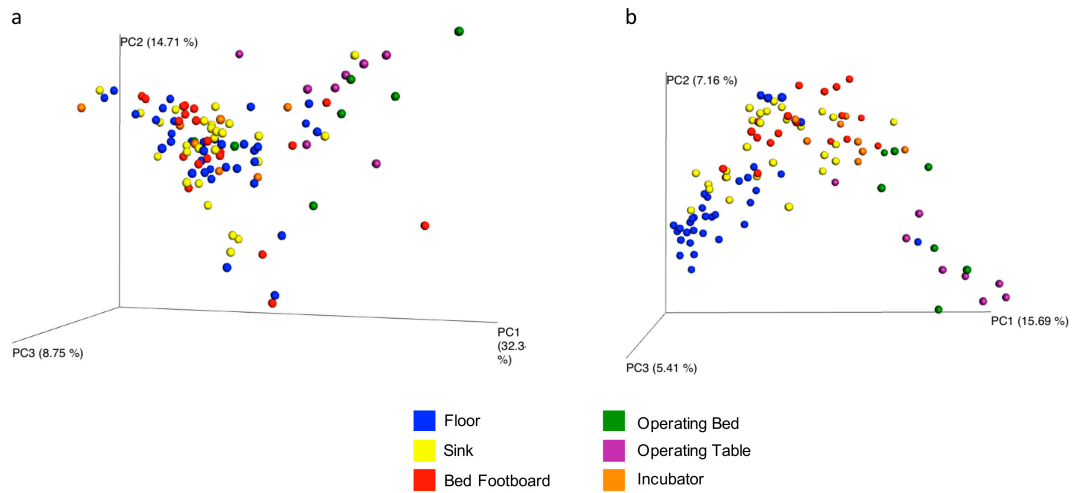 a
b
PC2 (14.71 %)
PC2 (7.16 %)
PC1
(32.3
%)
PC1 (15.69 %)
PC3 (8.75 %)
PC3 (5.41 %)
Floor
Operating Bed
Sink
Operating Table
Bed Footboard
Incubator